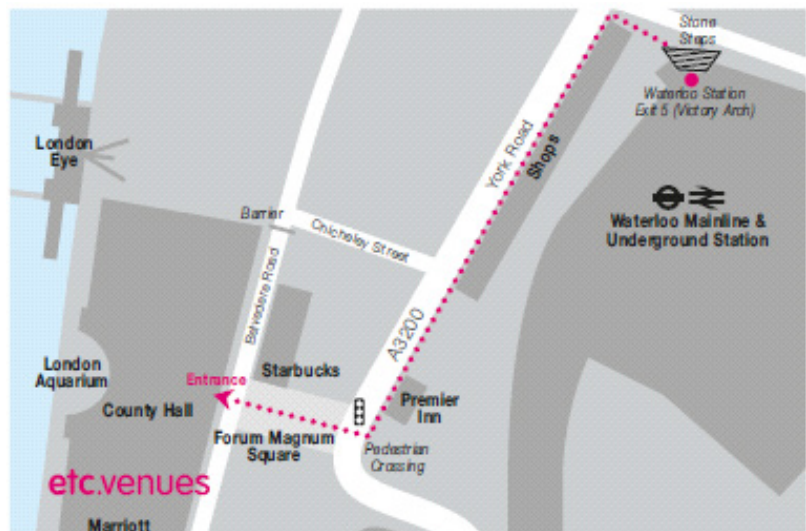 Stone
Steps
Waterloo Station
Exit 5 (Victory Arch)
London
Eye
York Road
Shops
Barrier
Chicheley Street
Waterloo Mainline &
Underground Station
Belvedere Road
A3200
London
Aquarium
Entrance
Starbucks
County Hall
Premier
Inn
Forum Magnum
Square
Pedestrian
Crossing
etc.venues
Marriott